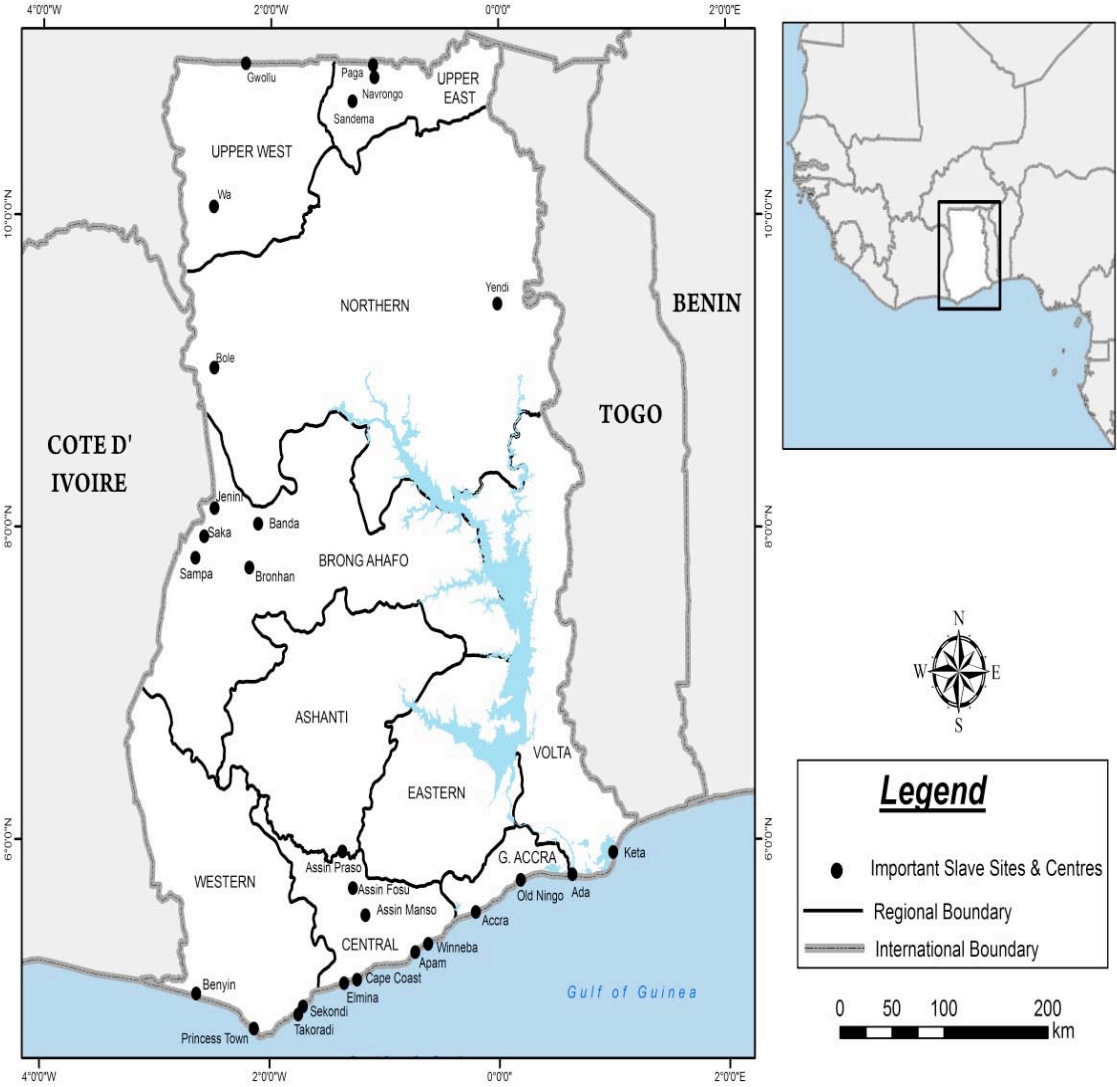 4°0'0"W
2°0'0"W
0°0'0"
2°0'0"E
10°0'0"N
8°0'0"N
6°0'0"N
10°0'0"N
8°0'0"N
6°0'0"N
Gwollu
Paga
Navrongo
Sandema
UPPER
EAST
UPPER WEST
Wa
NORTHERN
Yendi
BENIN
Bole
TOGO
COTE D'
IVOIRE
Jenini
Banda
Saka
Sampa
Bronhan
BRONG AHAFO
ASHANTI
VOLTA
EASTERN
WESTERN
Assin Praso
Assin Fosu
Assin Manso
G. ACCRA
Keta
Ada
Old Ningo
Accra
CENTRAL
Winneba
Apam
Cape Coast
Elmina
Sekondi
Takoradi
Benyin
Princess Town
Gulf of Guinea
4°0'0"W
2°0'0"W
0°0'0"
2°0'0"E
N
W
E
S
Legend
Important Slave Sites & Centres
Regional Boundary
International Boundary
0 50 100 200
km